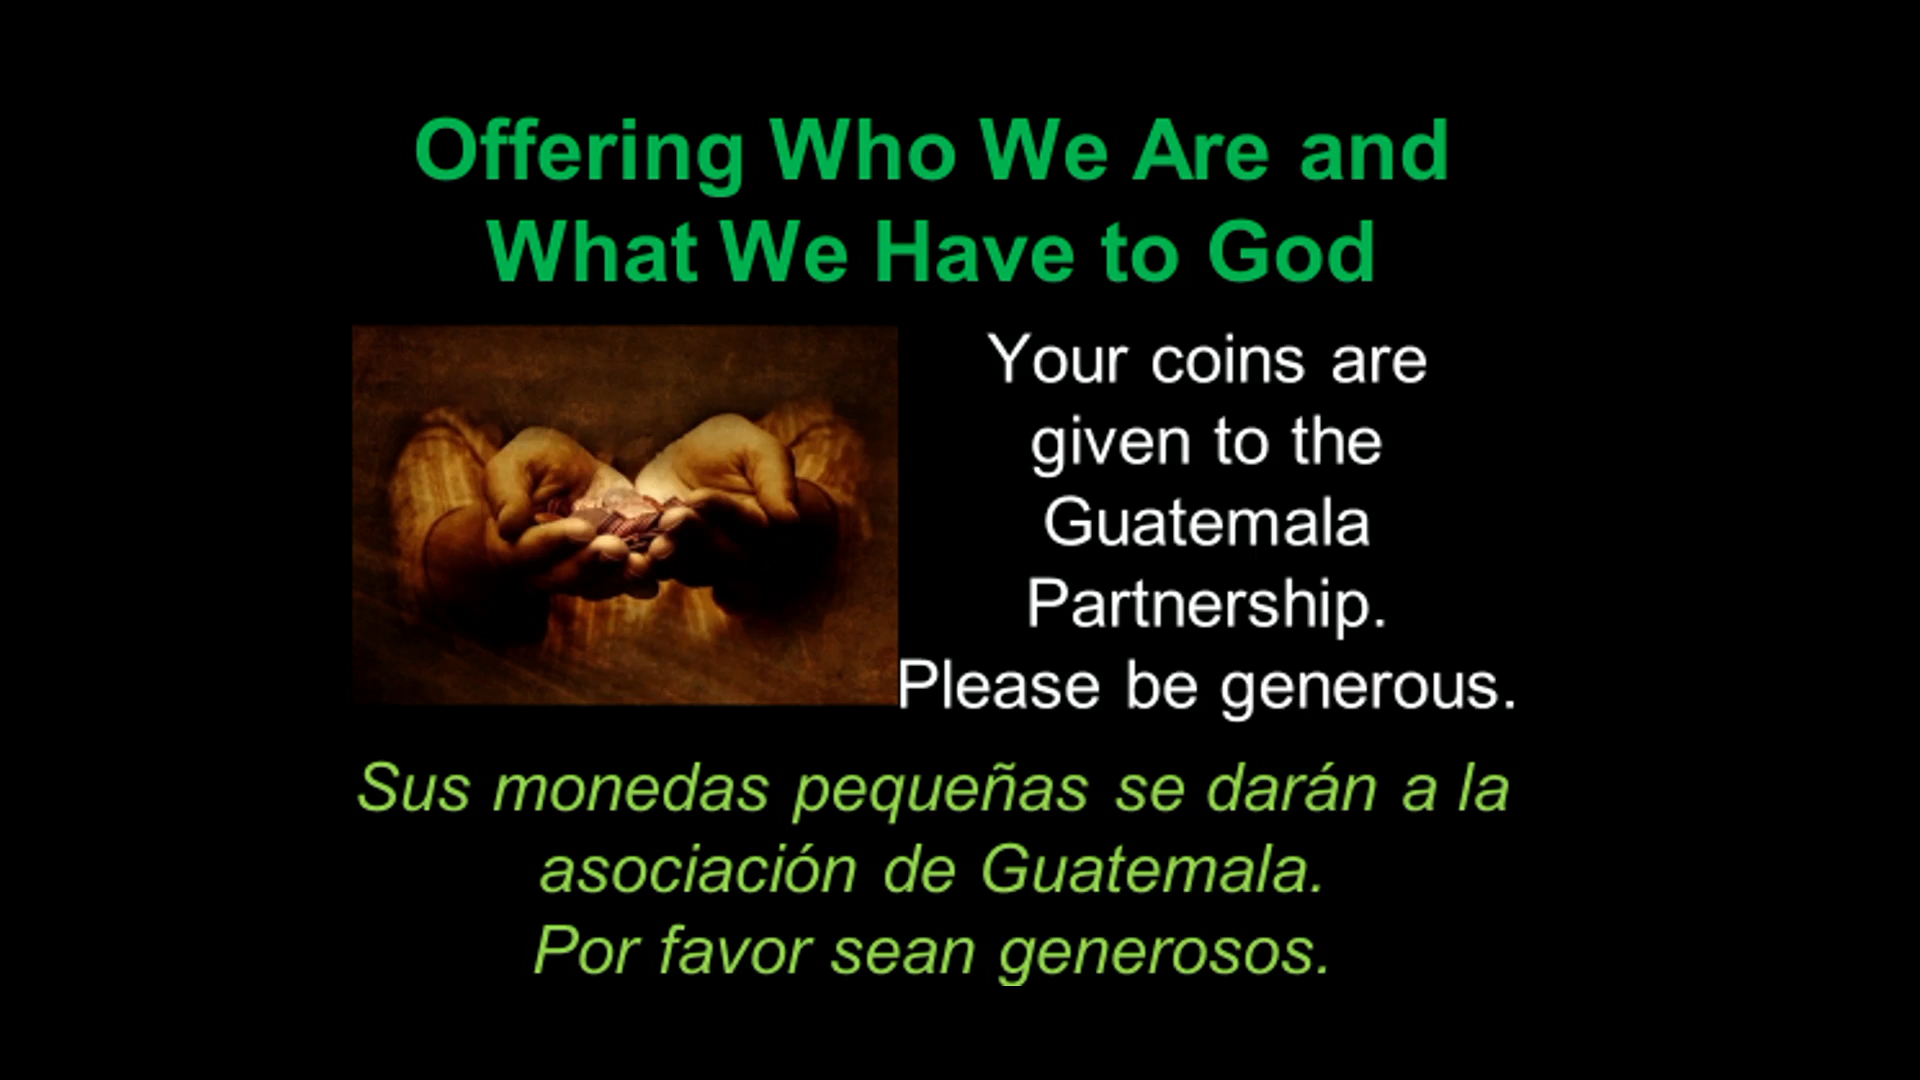 Offering Who We Are and
What We Have to God
Your coins are
given to the
Guatemala
Partnership.
Please be generous.
Sus monedas pequeñas se darán a la
asociación de Guatemala.
Por favor sean generosos.